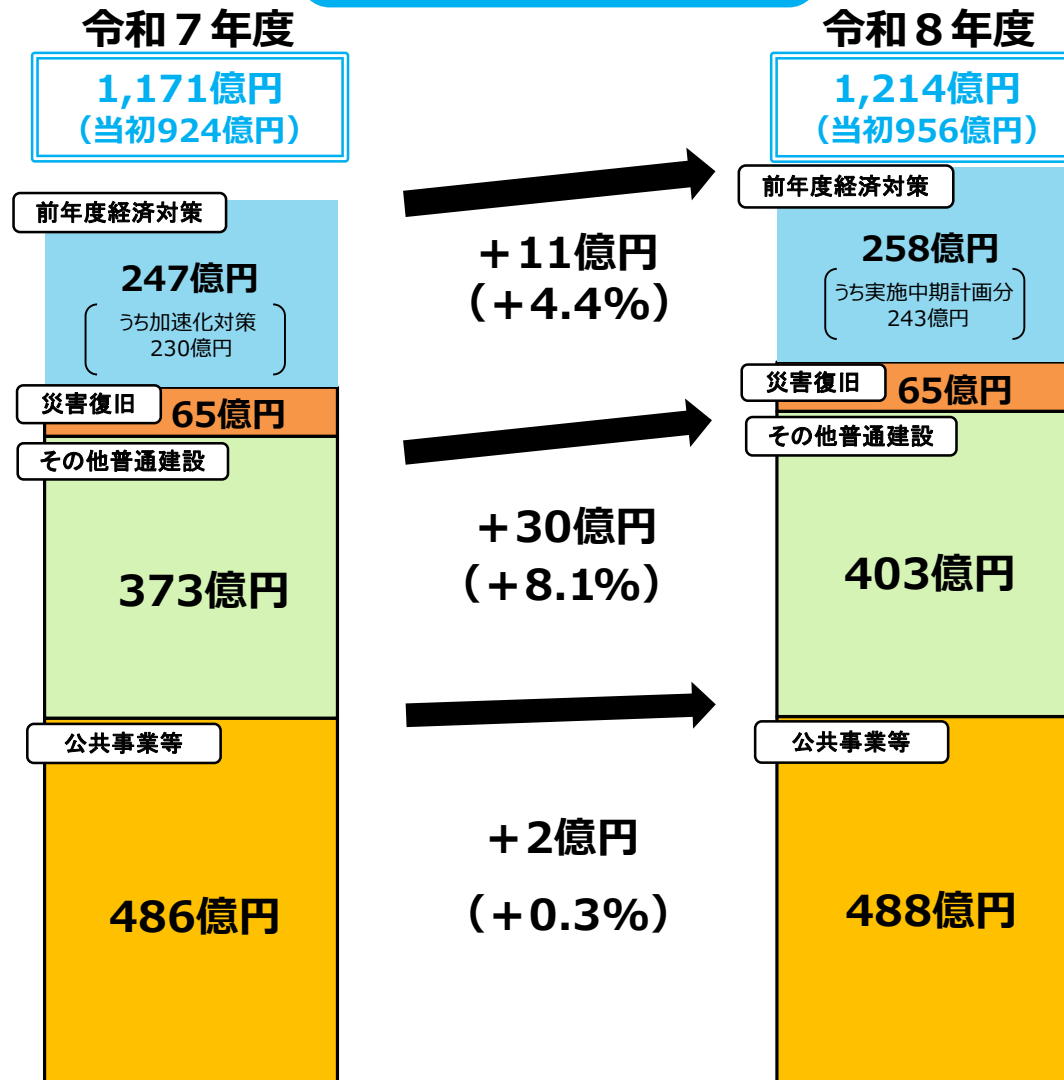 令和７年度
1,171億円
（当初924億円）
前年度経済対策
247億円
うち加速化対策
230億円
災害復旧
65億円
その他普通建設
373億円
公共事業等
486億円
＋11億円
（＋4.4%）
＋30億円
（＋8.1%）
＋2億円
（＋0.3%）
令和８年度
1,214億円
（当初956億円）
前年度経済対策
258億円
うち実施中期計画分
243億円
災害復旧
65億円
その他普通建設
403億円
公共事業等
488億円